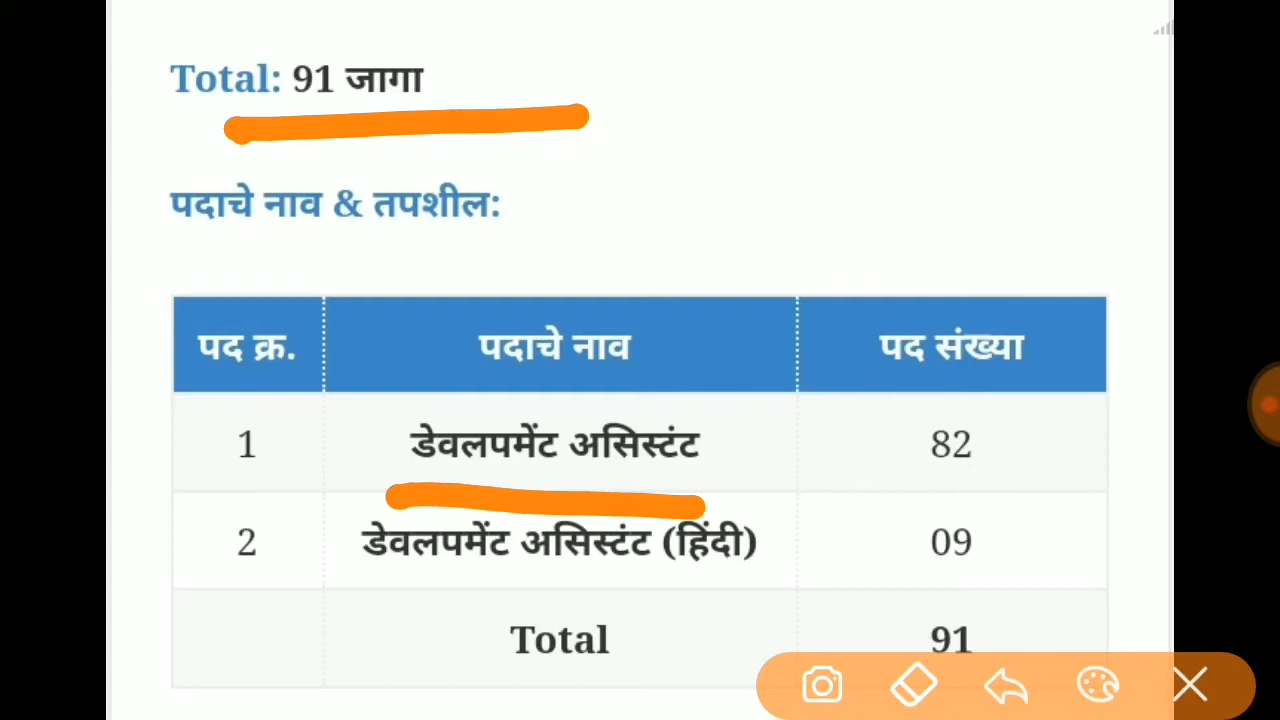 Total: 91 जागा
पदाचे नाव & तपशील:
पद क्र. पदाचे नाव पद संख्या
1 डेवलपमेंट असिस्टंट 82
2 डेवलपमेंट असिस्टंट (हिंदी) 09
Total 91